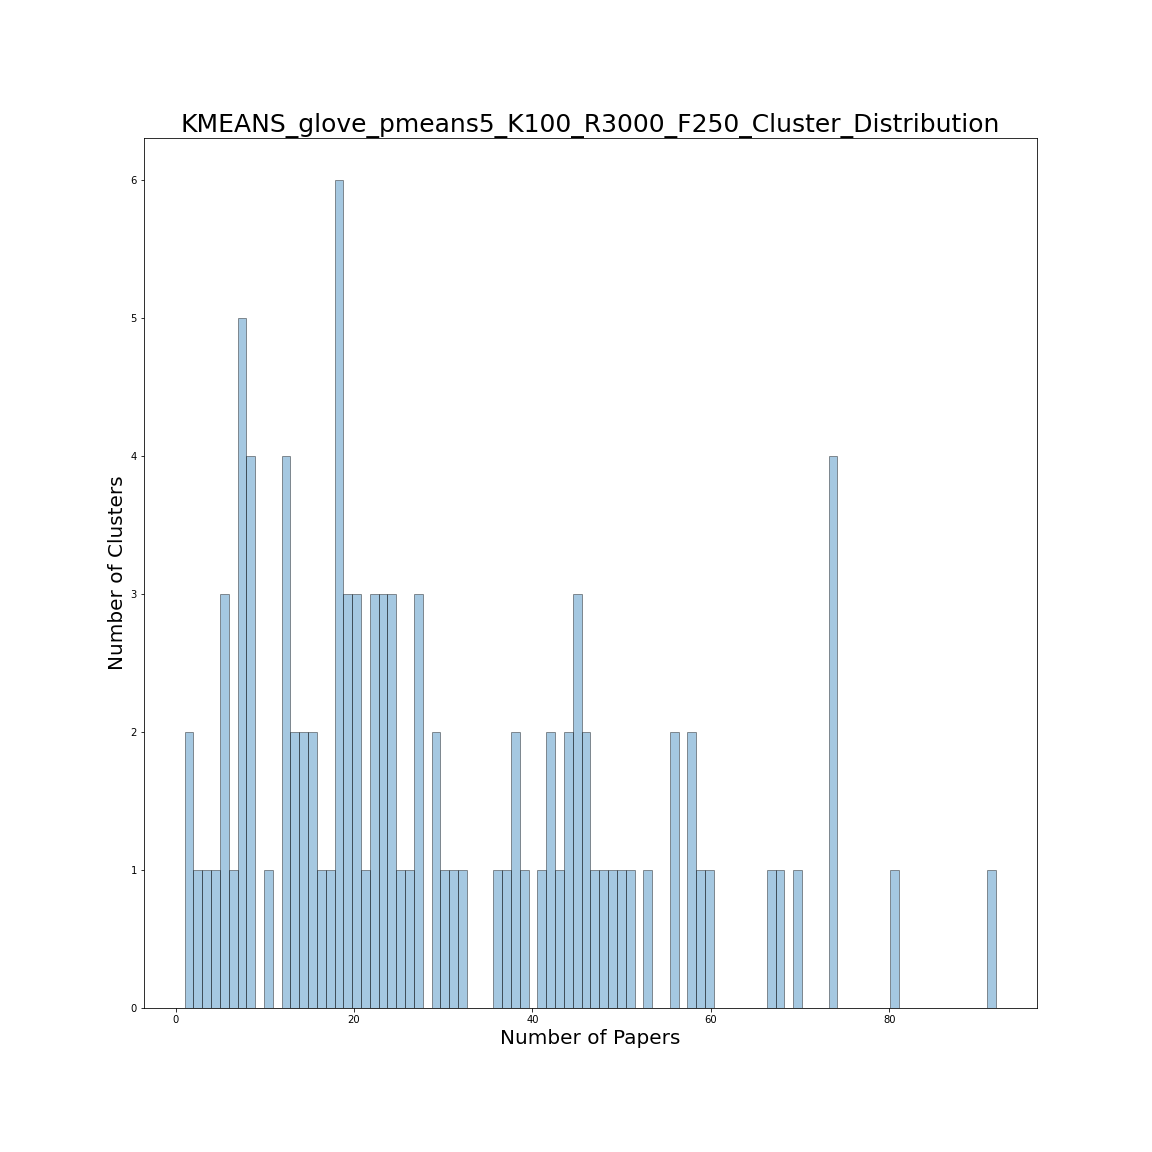 KMEANS_glove_pmeans5_K100_R3000_F250_Cluster_Distribution
6
5
4
3
2
1
0
Number of Clusters
0 20 40 60 80
Number of Papers